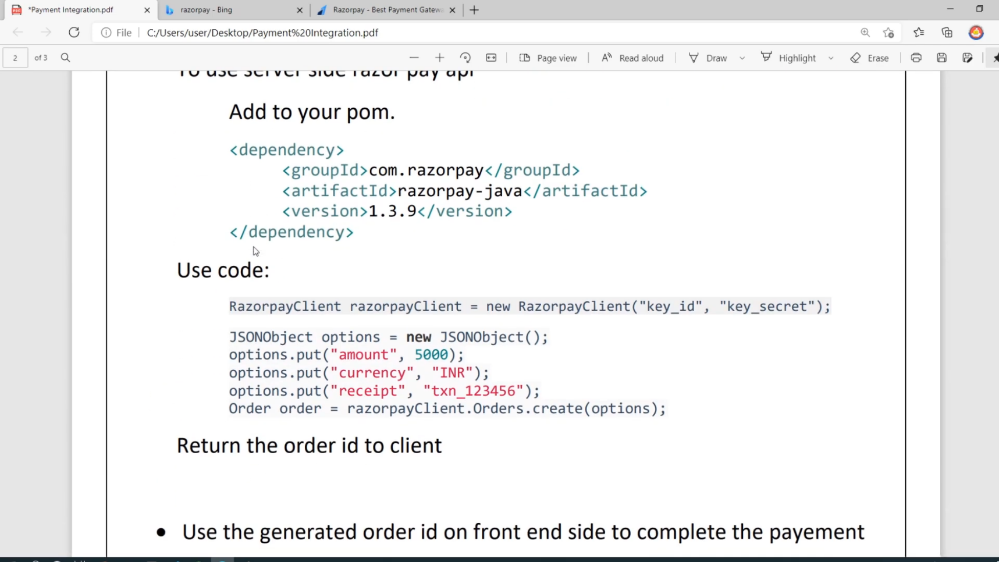 *Payment Integration.pdf
razorpay - Bing
Razorpay - Best Payment Gatew
File
C:/Users/user/Desktop/Payment%20Integration.pdf
2 of 3
Page view
Read aloud
Draw
Highlight
Erase
To use server side razor pay api
Add to your pom.
<dependency>
<groupId>com.razorpay</groupId>
<artifactId>razorpay-java</artifactId>
<version>1.3.9</version>
</dependency>
Use code:
RazorpayClient razorpayClient = new RazorpayClient("key_id", "key_secret");
JSONObject options = new JSONObject();
options.put("amount", 5000);
options.put("currency", "INR");
options.put("receipt", "txn_123456");
Order order = razorpayClient.Orders.create(options);
Return the order id to client
• Use the generated order id on front end side to complete the payement